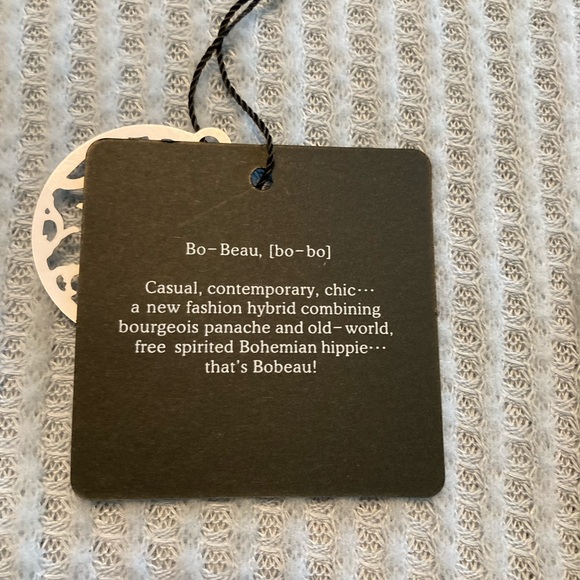 Bo-Beau, [bo-bo]
Casual, contemporary, chic...
a new fashion hybrid combining
bourgeois panache and old-world,
free spirited Bohemian hippie...
that's Bobeau!